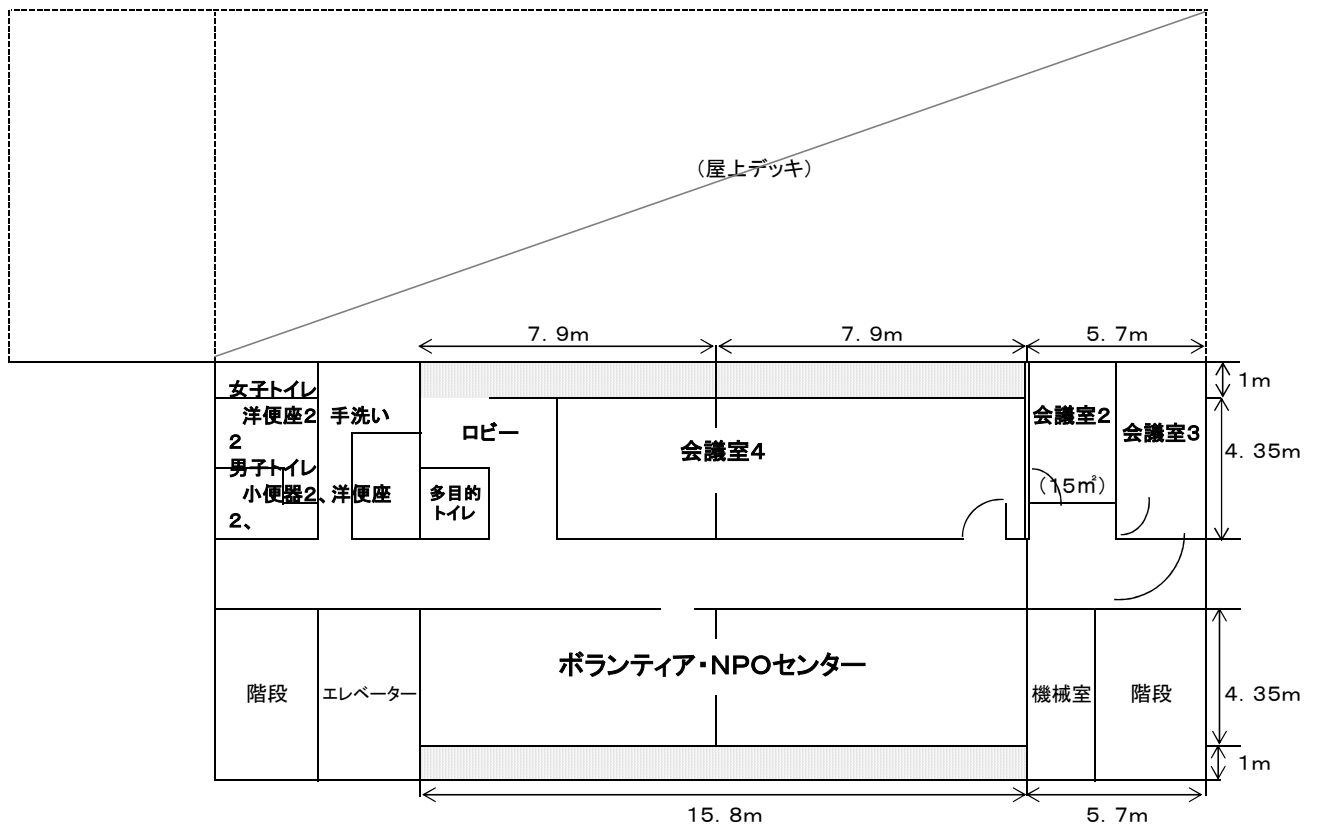 (屋上デッキ)
7.9m
7.9m
5.7m
1m
女子トイレ
洋便座2
2
手洗い
ロビー
会議室4
会議室2
会議室3
4.35m
男子トイレ
小便器2、洋便座
2、
多目的
トイレ
(15㎡)
ボランティア・NPOセンター
階段
エレベーター
機械室
階段
4.35m
1m
15.8m
5.7m